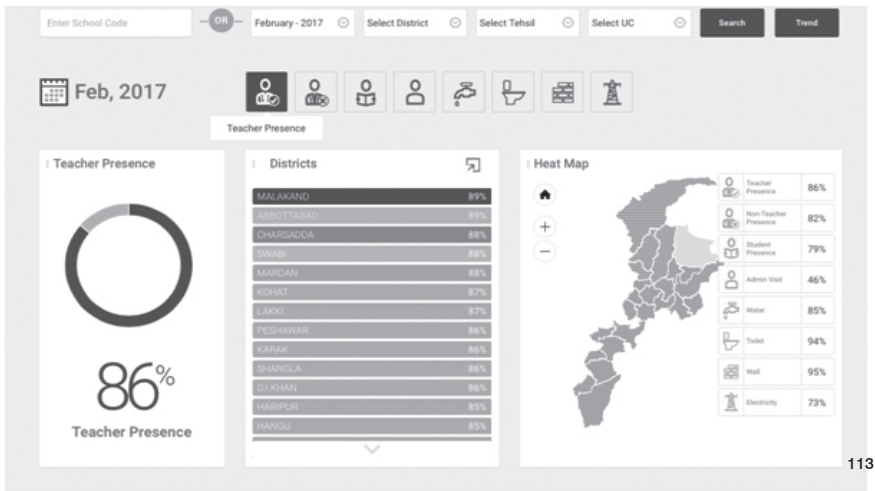 Enter School Code
OR
February - 2017
Select District
Select Tehsil
Select UC
Search
Trend
Feb, 2017
Teacher Presence
Teacher Presence
86%
Teacher Presence
Districts
MALAKAND 89%
ABBOTTABAD 89%
CHARSADDA 88%
SWABI 88%
MARDAN 88%
KOHAT 87%
LAKKI 87%
PESHAWAR 86%
KARAK 86%
SHANGLA 86%
D.I.KHAN 86%
HARIPUR 85%
HANGU 85%
Heat Map
Teacher Presence 86%
Non-Teacher Presence 82%
Student Presence 79%
Admin Visit 46%
Water 85%
Toilet 94%
Wall 95%
Electricity 73%
113